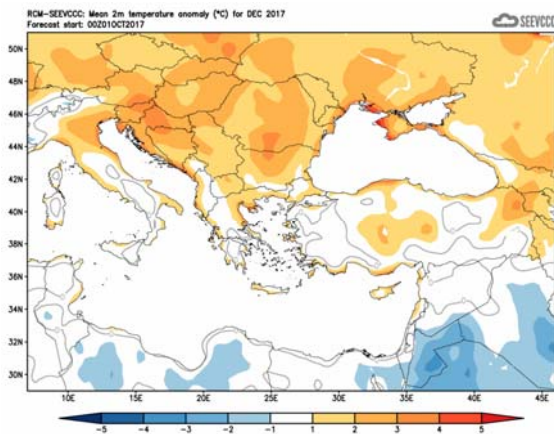 RCM-SEEVCCC: Mean 2m temperature anomaly (°C) for DEC 2017
Forecast start: 00Z01OCT2017
SEEVCCC
50N
48N
46N
44N
42N
40N
38N
36N
34N
32N
30N
10E 15E 20E 25E 30E 35E 40E 45E
-5 -4 -3 -2 -1 1 2 3 4 5